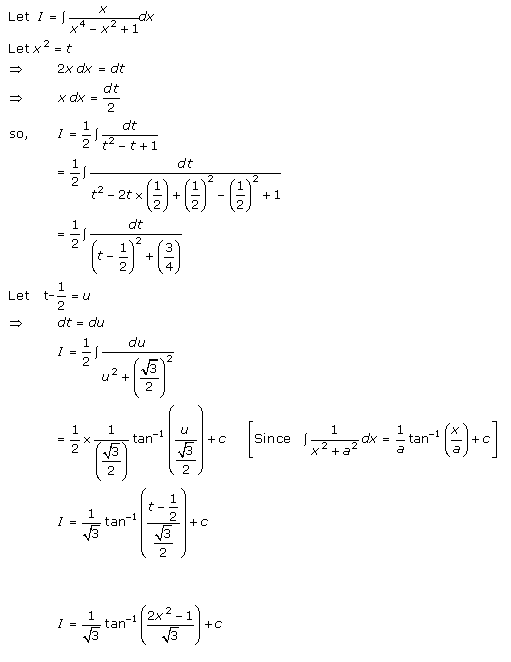 Let I = ∫ x/(x⁴ − x² + 1) dx
Let x² = t
⇒ 2x dx = dt
⇒ x dx = dt/2
so, I = 1/2 ∫ dt/(t² − t + 1)
= 1/2 ∫ dt/(t² − 2t × (1/2) + (1/2)² − (1/2)² + 1)
= 1/2 ∫ dt/((t − 1/2)² + (3/4))
Let t-1/2 = u
⇒ dt = du
I = 1/2 ∫ du/(u² + (√3/2)²)
= 1/2 × 1/(√3/2) tan⁻¹ (u/(√3/2)) + c [Since ∫ 1/(x² + a²) dx = 1/a tan⁻¹ (x/a) + c]
I = 1/√3 tan⁻¹ ((t − 1/2)/(√3/2)) + c
I = 1/√3 tan⁻¹ ((2x² − 1)/√3) + c